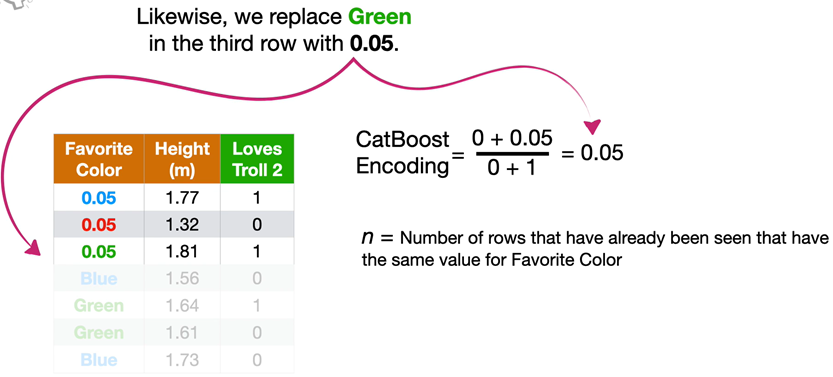 Likewise, we replace Green
in the third row with 0.05.
Favorite Color Height (m) Loves Troll 2
0.05 1.77 1
0.05 1.32 0
0.05 1.81 1
Blue 1.56 0
Green 1.64 1
Green 1.61 0
Blue 1.73 0
CatBoost Encoding = 0 + 0.05 / 0 + 1 = 0.05
n = Number of rows that have already been seen that have
the same value for Favorite Color